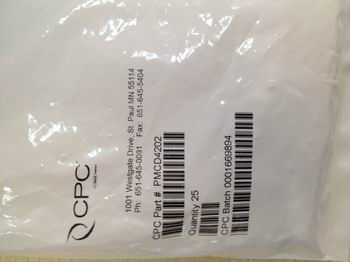 CPC
1001 Westgate Drive, St. Paul MN 55114
Ph: 651-645-0091 Fax: 651-645-5404
CPC Part # PMCD4202
Quantity 25
CPC Batch 0001669894